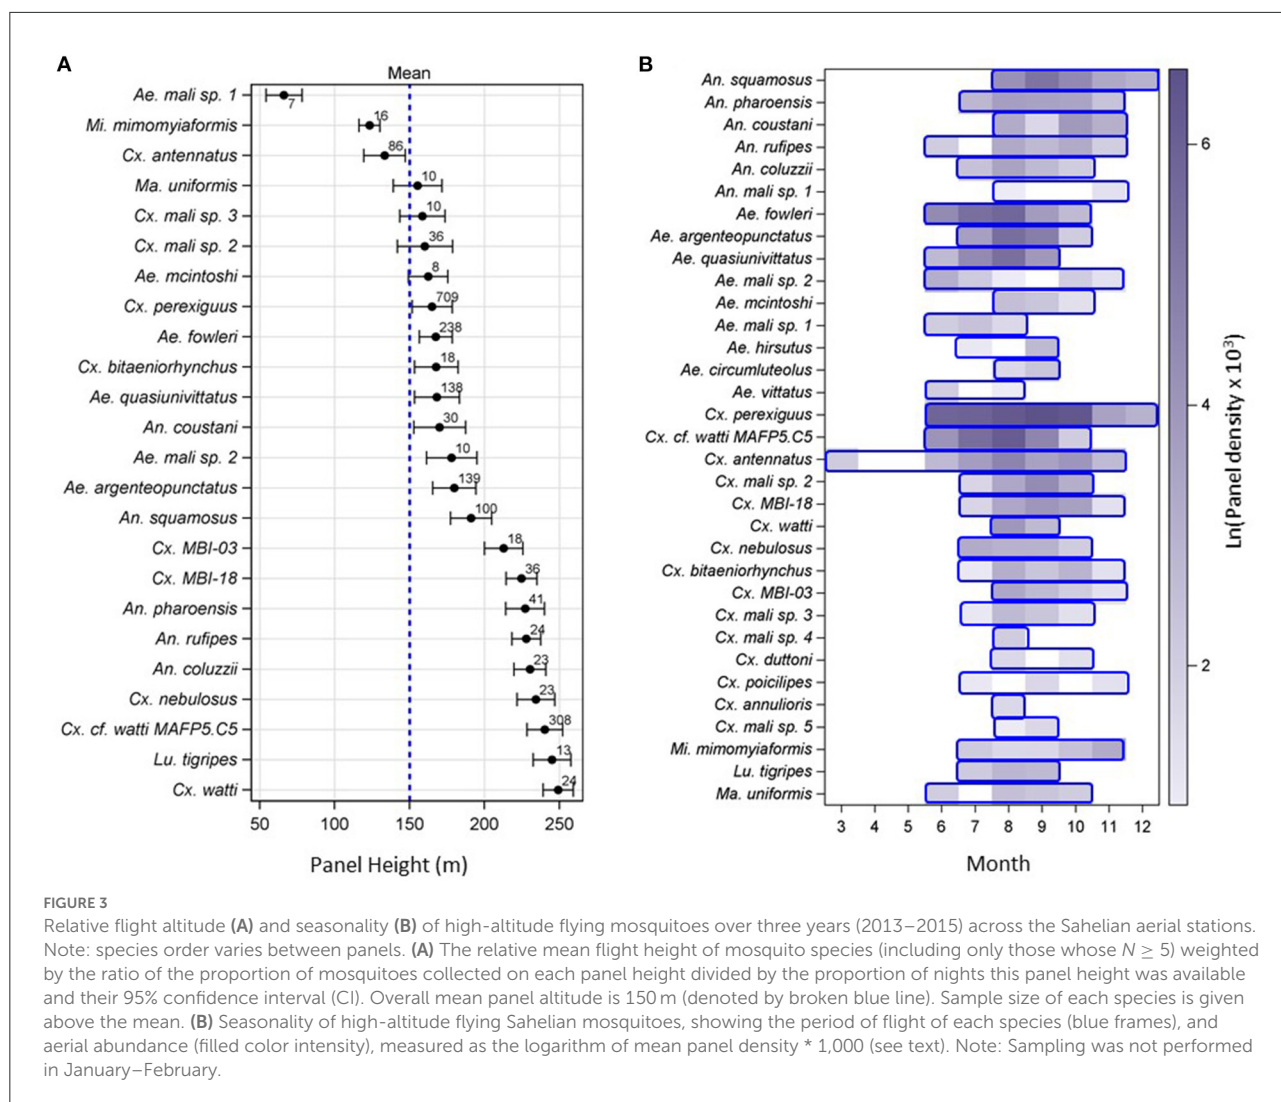 A
Mean
Ae. mali sp. 1
7
Mi. mimomyiaformis
16
Cx. antennatus
86
Ma. uniformis
10
Cx. mali sp. 3
10
Cx. mali sp. 2
36
Ae. mcintoshi
8
Cx. perexiguus
709
Ae. fowleri
238
Cx. bitaeniorhynchus
18
Ae. quasiunivittatus
138
An. coustani
30
Ae. mali sp. 2
10
Ae. argenteopunctatus
139
An. squamosus
100
Cx. MBI-03
18
Cx. MBI-18
36
An. pharoensis
41
An. rufipes
24
An. coluzzii
23
Cx. nebulosus
23
Cx. cf. watti MAFP5.C5
308
Lu. tigripes
13
Cx. watti
24
50 100 150 200 250
Panel Height (m)
B
An. squamosus
An. pharoensis
An. coustani
An. rufipes
An. coluzzii
An. mali sp. 1
Ae. fowleri
Ae. argenteopunctatus
Ae. quasiunivittatus
Ae. mali sp. 2
Ae. mcintoshi
Ae. mali sp. 1
Ae. hirsutus
Ae. circumluteolus
Ae. vittatus
Cx. perexiguus
Cx. cf. watti MAFP5.C5
Cx. antennatus
Cx. mali sp. 2
Cx. MBI-18
Cx. watti
Cx. nebulosus
Cx. bitaeniorhynchus
Cx. MBI-03
Cx. mali sp. 3
Cx. mali sp. 4
Cx. duttoni
Cx. poicilipes
Cx. annulioris
Cx. mali sp. 5
Mi. mimomyiaformis
Lu. tigripes
Ma. uniformis
3 4 5 6 7 8 9 10 11 12
Month
6
4
2
Ln(Panel density x 10³)
FIGURE 3
Relative flight altitude (A) and seasonality (B) of high-altitude flying mosquitoes over three years (2013–2015) across the Sahelian aerial stations.
Note: species order varies between panels. (A) The relative mean flight height of mosquito species (including only those whose N ≥ 5) weighted
by the ratio of the proportion of mosquitoes collected on each panel height divided by the proportion of nights this panel height was available
and their 95% confidence interval (CI). Overall mean panel altitude is 150 m (denoted by broken blue line). Sample size of each species is given
above the mean. (B) Seasonality of high-altitude flying Sahelian mosquitoes, showing the period of flight of each species (blue frames), and
aerial abundance (filled color intensity), measured as the logarithm of mean panel density * 1,000 (see text). Note: Sampling was not performed
in January–February.